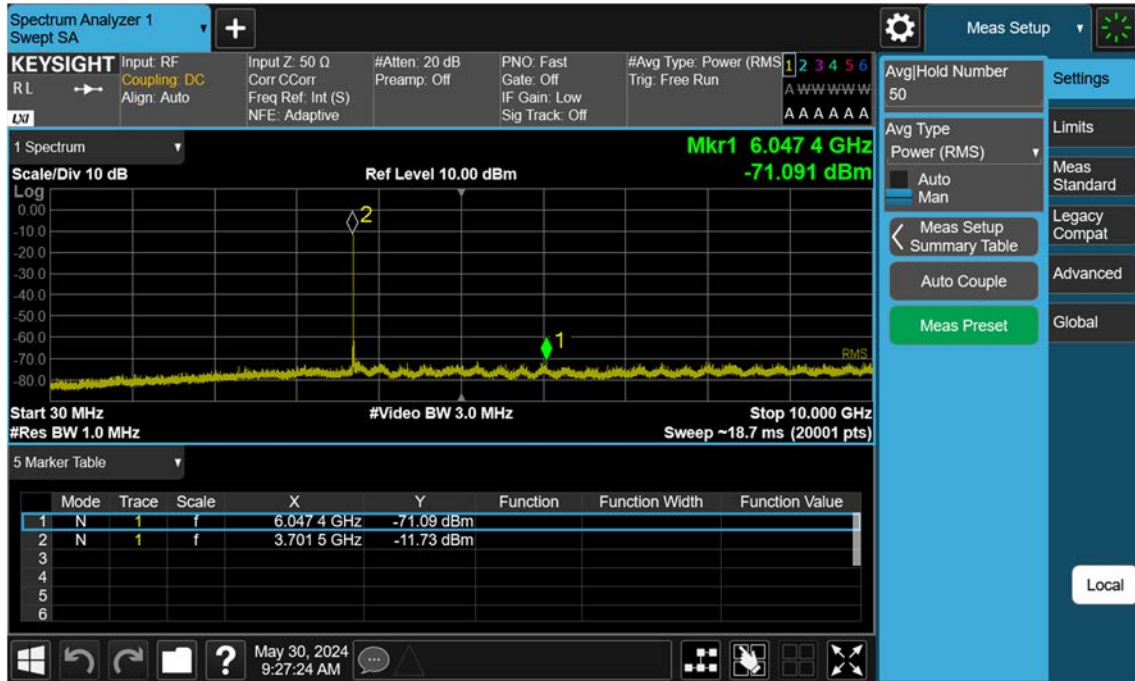 Spectrum Analyzer 1
Swept SA
+
Meas Setup
KEYSIGHT
R L
LXI
Input: RF
Coupling: DC
Align: Auto
Input Z: 50 Ω
Corr CCorr
Freq Ref: Int (S)
NFE: Adaptive
#Atten: 20 dB
Preamp: Off
PNO: Fast
Gate: Off
IF Gain: Low
Sig Track: Off
#Avg Type: Power (RMS
Trig: Free Run
1 2 3 4 5 6
A W W W W W
A A A A A A
1 Spectrum
Scale/Div 10 dB
Ref Level 10.00 dBm
Mkr1 6.047 4 GHz
-71.091 dBm
Log
0.00
-10.0
-20.0
-30.0
-40.0
-50.0
-60.0
-70.0
-80.0
2
1
RMS
Start 30 MHz
#Video BW 3.0 MHz
Stop 10.000 GHz
#Res BW 1.0 MHz
Sweep ~18.7 ms (20001 pts)
5 Marker Table
Mode Trace Scale X Y Function Function Width Function Value
1 N 1 f 6.047 4 GHz -71.09 dBm
2 N 1 f 3.701 5 GHz -11.73 dBm
3
4
5
6
Avg|Hold Number
50
Avg Type
Power (RMS)
Auto
Man
Meas Setup
Summary Table
Auto Couple
Meas Preset
Settings
Limits
Meas
Standard
Legacy
Compat
Advanced
Global
Local
?
May 30, 2024
9:27:24 AM